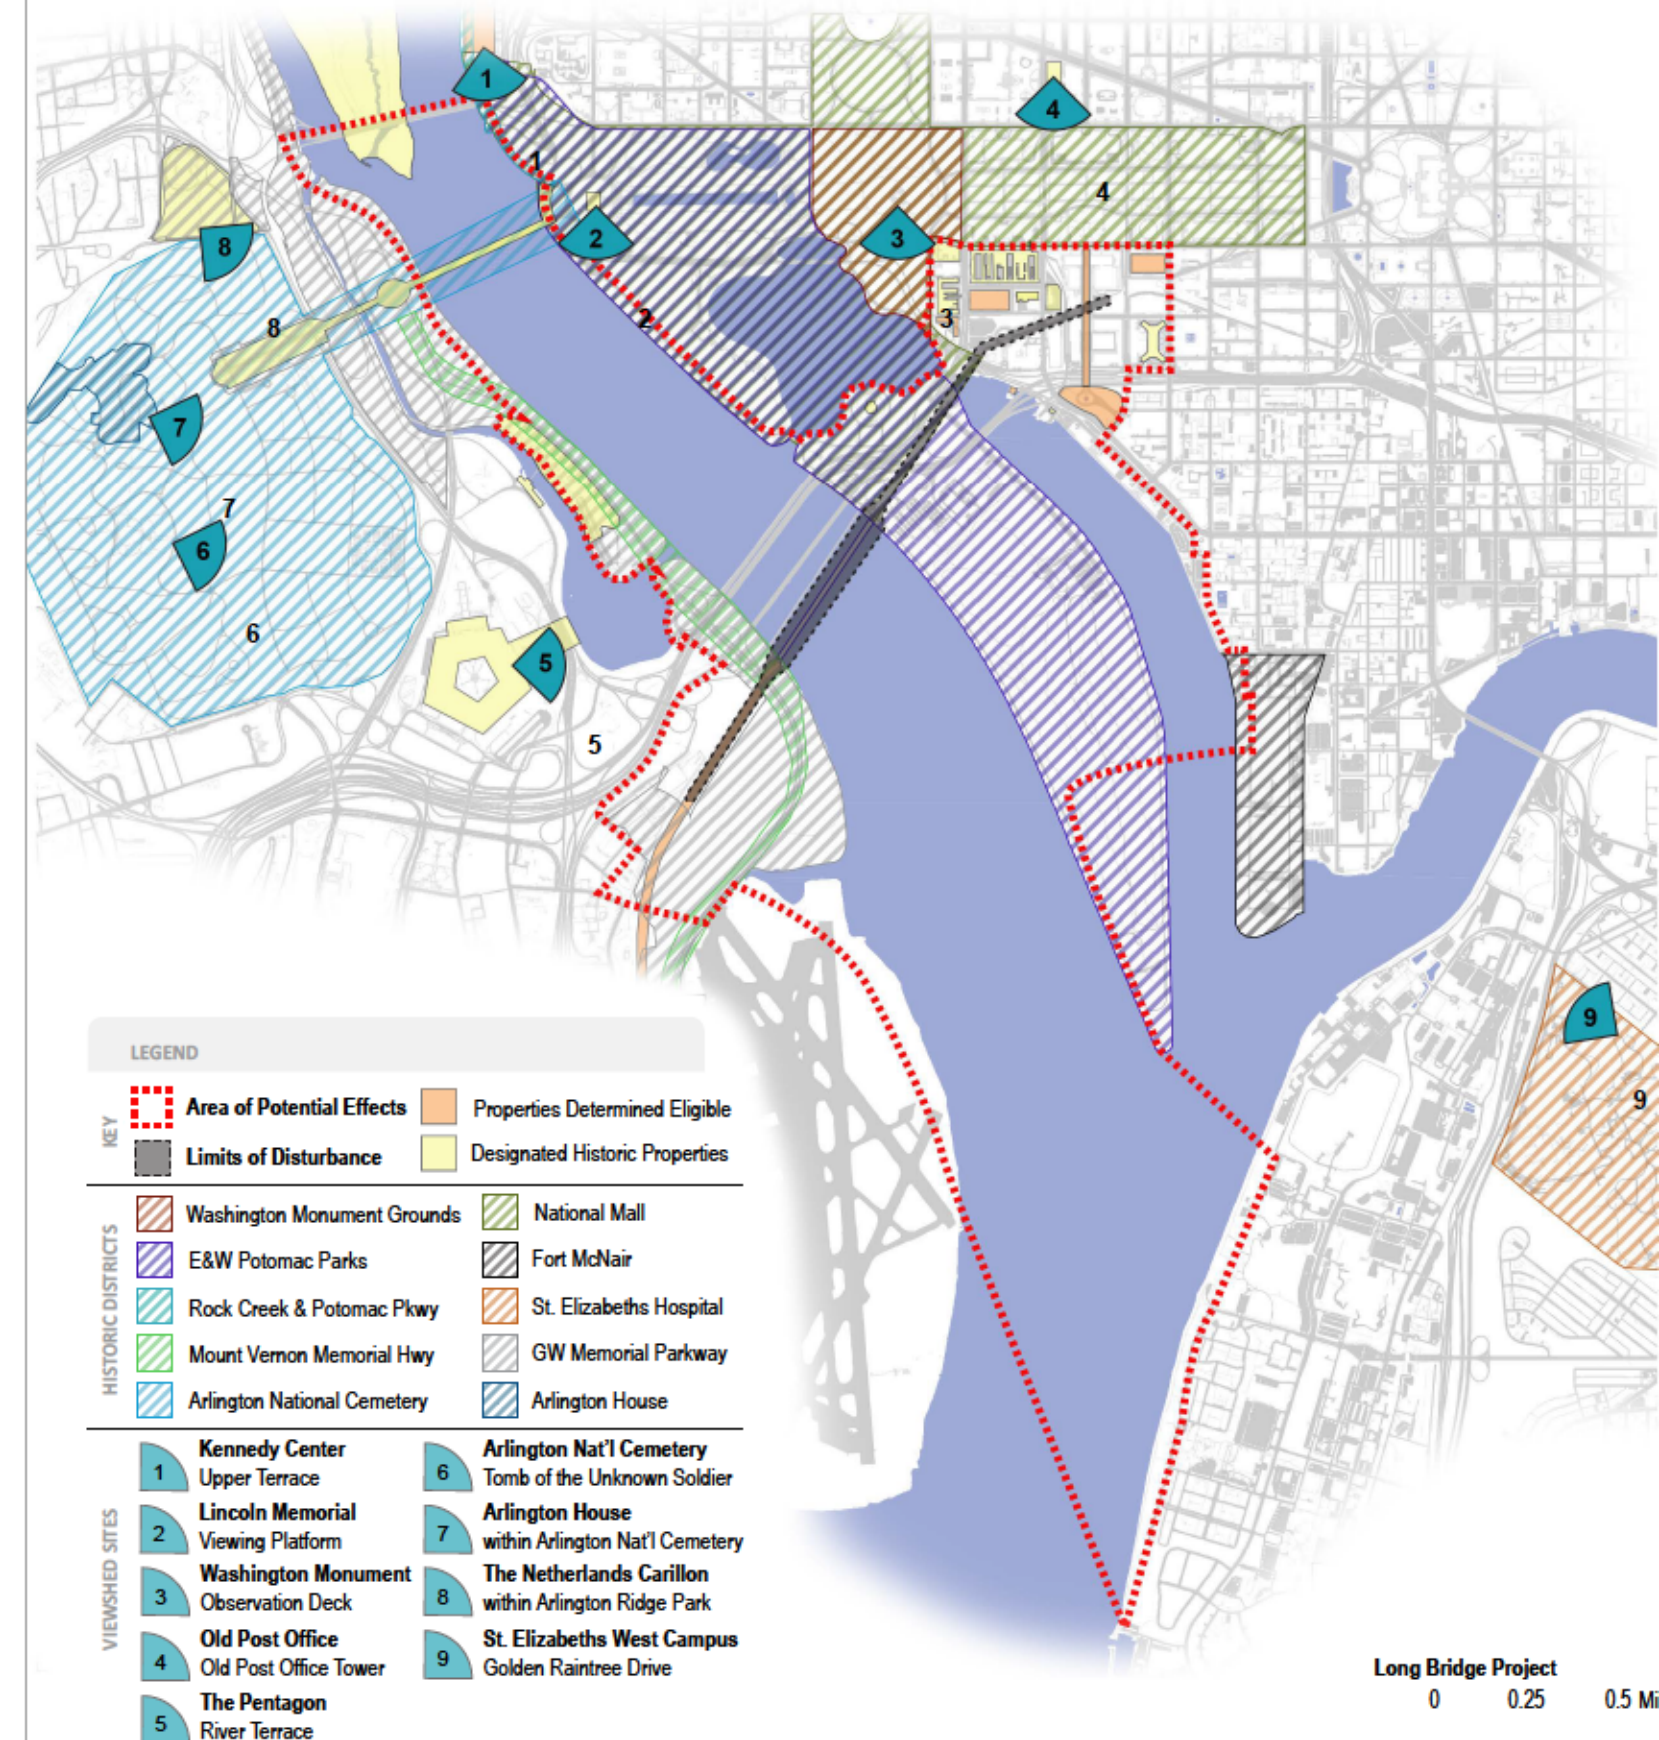 1
4
1
4
2
3
8
8
2
3
7
7
6
6
5
5
9
9
LEGEND
KEY
Area of Potential Effects
Properties Determined Eligible
Limits of Disturbance
Designated Historic Properties
HISTORIC DISTRICTS
Washington Monument Grounds
National Mall
E&W Potomac Parks
Fort McNair
Rock Creek & Potomac Pkwy
St. Elizabeths Hospital
Mount Vernon Memorial Hwy
GW Memorial Parkway
Arlington National Cemetery
Arlington House
VIEWSHED SITES
1
Kennedy Center
Upper Terrace
2
Lincoln Memorial
Viewing Platform
3
Washington Monument
Observation Deck
4
Old Post Office
Old Post Office Tower
5
The Pentagon
River Terrace
6
Arlington Nat'l Cemetery
Tomb of the Unknown Soldier
7
Arlington House
within Arlington Nat'l Cemetery
8
The Netherlands Carillon
within Arlington Ridge Park
9
St. Elizabeths West Campus
Golden Raintree Drive
Long Bridge Project
0 0.25 0.5 Mi